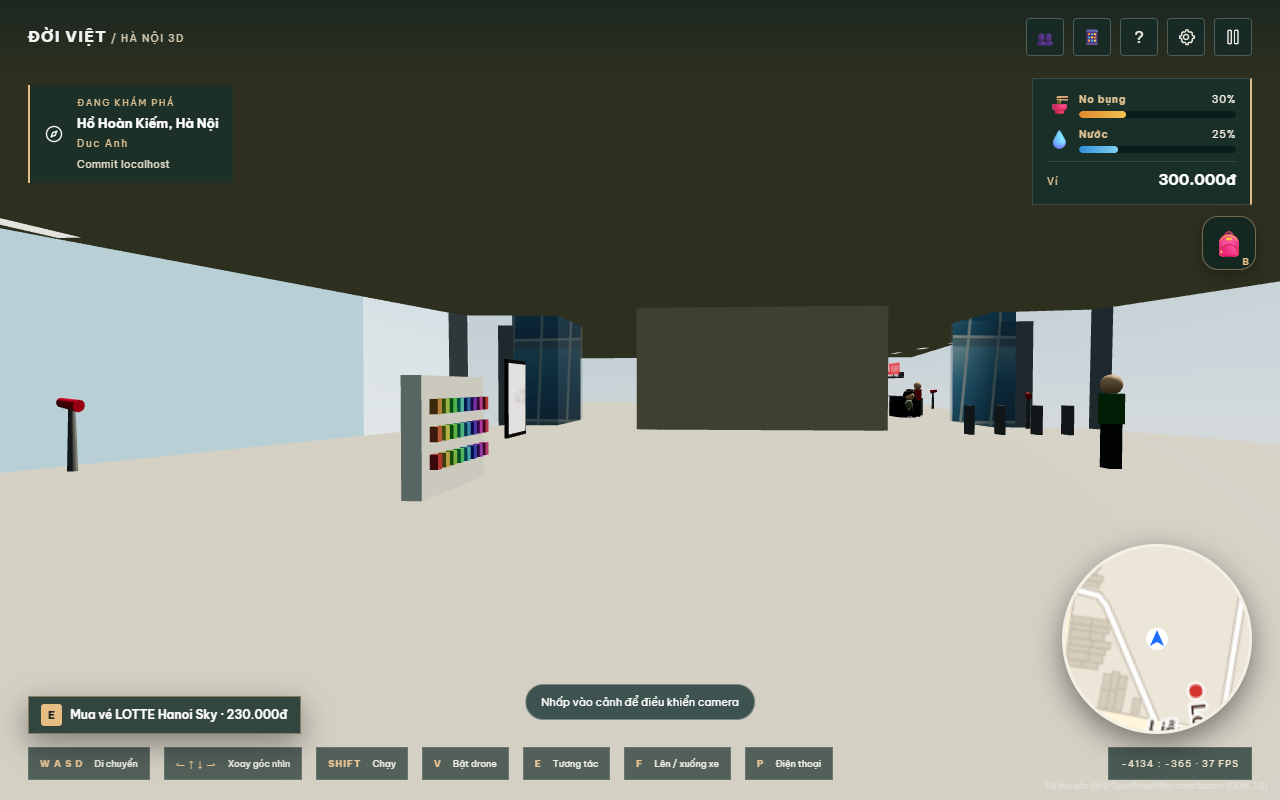 ĐỜI VIỆT / HÀ NỘI 3D
?
ĐANG KHÁM PHÁ
Hồ Hoàn Kiếm, Hà Nội
Duc Anh
Commit localhost
No bụng 30%
Nước 25%
Ví 300.000đ
B
E Mua vé LOTTE Hanoi Sky · 230.000đ
Nhấp vào cảnh để điều khiển camera
W A S D Di chuyển
←↑↓→ Xoay góc nhìn
SHIFT Chạy
V Bật drone
E Tương tác
F Lên / xuống xe
P Điện thoại
-4134 : -365 · 37 FPS